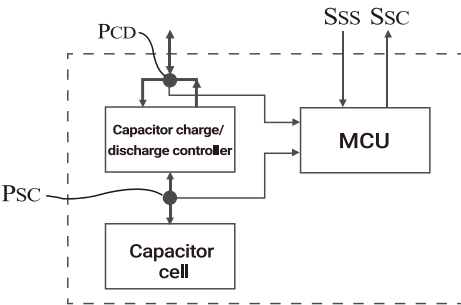 PCD
SSS SSC
Capacitor charge/
discharge controller
MCU
PSC
Capacitor
cell